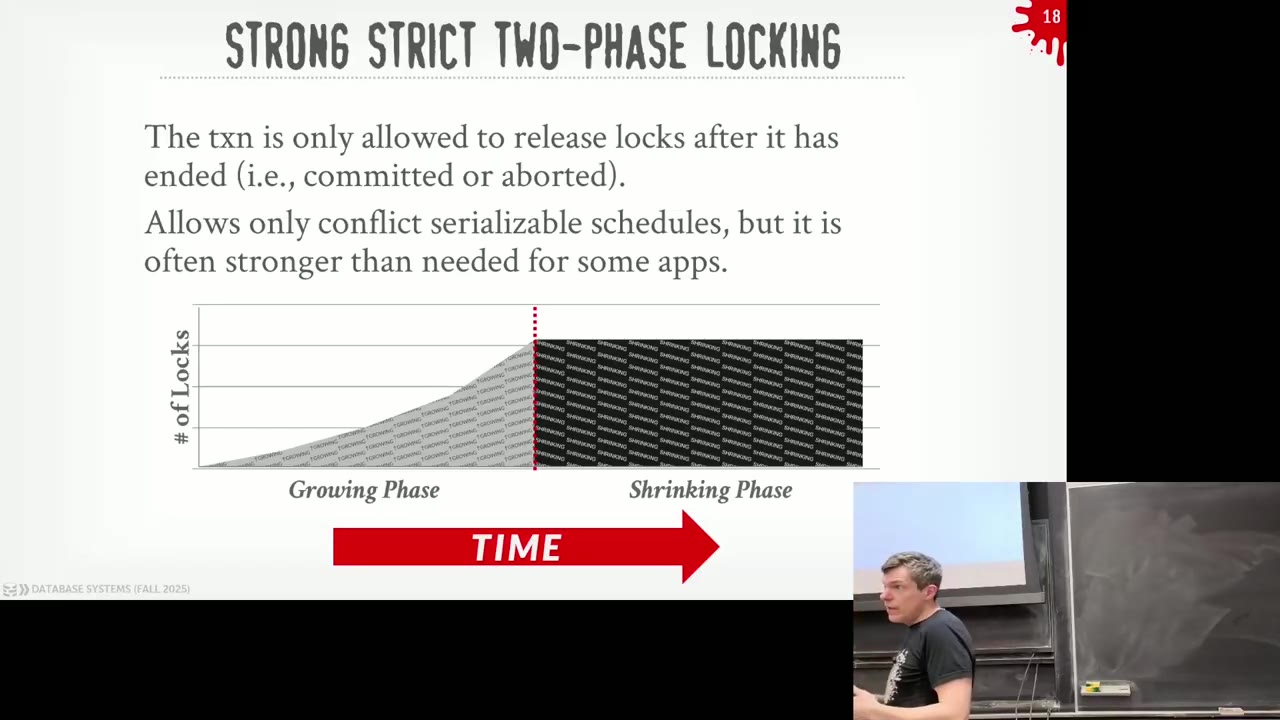 18
STRONG STRICT TWO-PHASE LOCKING
The txn is only allowed to release locks after it has
ended (i.e., committed or aborted).
Allows only conflict serializable schedules, but it is
often stronger than needed for some apps.
# of Locks
Growing Phase
Shrinking Phase
TIME
DATABASE SYSTEMS (FALL 2025)